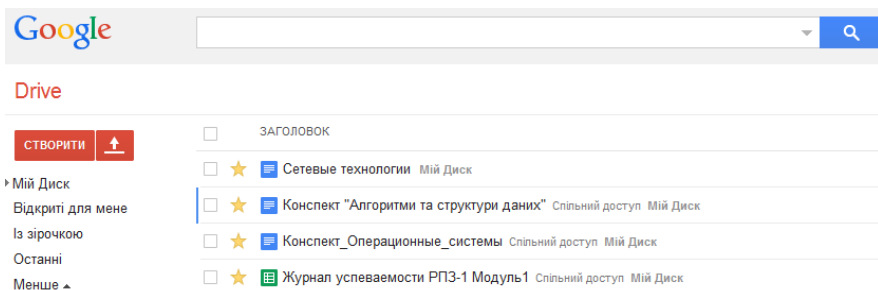 Google
Drive
СТВОРИТИ
Мій Диск
Відкриті для мене
Із зірочкою
Останні
Менше
ЗАГОЛОВОК
Сетевые технологии Мій Диск
Конспект "Алгоритми та структури даних" Спільний доступ Мій Диск
Конспект_Операционные_системы Спільний доступ Мій Диск
Журнал успеваемости РПЗ-1 Модуль1 Спільний доступ Мій Диск